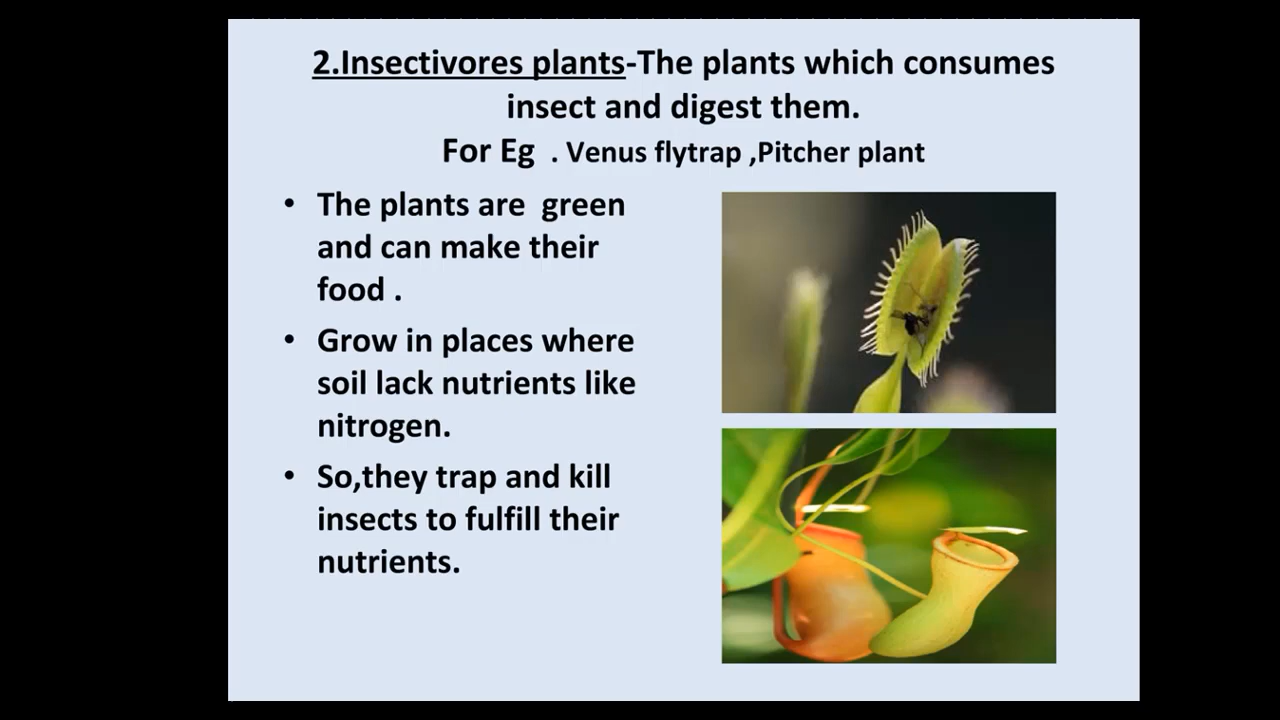 2.Insectivores plants-The plants which consumes
insect and digest them.
For Eg . Venus flytrap ,Pitcher plant
• The plants are green
and can make their
food .
• Grow in places where
soil lack nutrients like
nitrogen.
• So,they trap and kill
insects to fulfill their
nutrients.